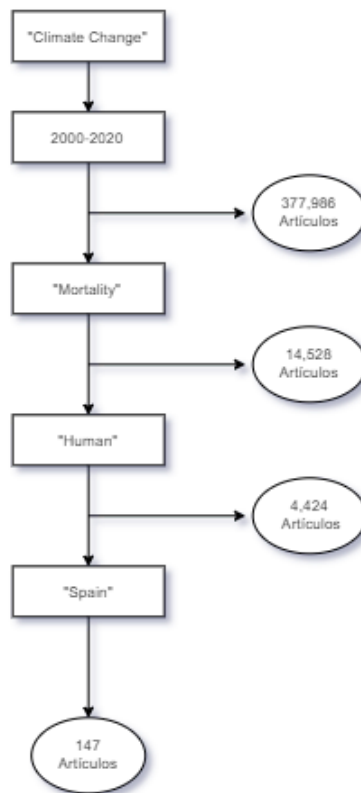 "Climate Change"
2000-2020
377,986
Artículos
"Mortality"
14,528
Artículos
"Human"
4,424
Artículos
"Spain"
147
Artículos